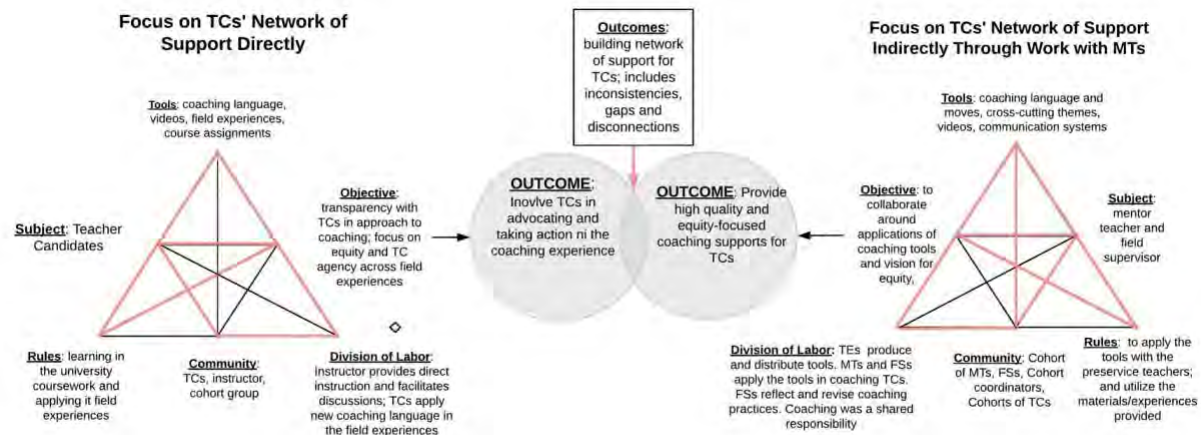 Focus on TCs' Network of
Support Directly
Tools: coaching language,
videos, field experiences,
course assignments
Subject: Teacher
Candidates
Objective:
transparency with
TCs in approach to
coaching; focus on
equity and TC
agency across field
experiences
Rules: learning in
the university
coursework and
applying it field
experiences
Community:
TCs, instructor,
cohort group
Division of Labor:
instructor provides direct
instruction and facilitates
discussions; TCs apply
new coaching language in
the field experiences
Outcomes:
building network
of support for
TCs; includes
inconsistencies,
gaps and
disconnections
OUTCOME:
Inovlve TCs in
advocating and
taking action ni the
coaching experience
OUTCOME: Provide
high quality and
equity-focused
coaching supports for
TCs
Focus on TCs' Network of Support
Indirectly Through Work with MTs
Tools: coaching language and
moves, cross-cutting themes,
videos, communication systems
Objective: to
collaborate
around
applications of
coaching tools
and vision for
equity,
Subject:
mentor
teacher and
field
supervisor
Division of Labor: TEs produce
and distribute tools. MTs and FSs
apply the tools in coaching TCs.
FSs reflect and revise coaching
practices. Coaching was a shared
responsibility
Community: Cohort
of MTs, FSs, Cohort
coordinators,
Cohorts of TCs
Rules: to apply the
tools with the
preservice teachers;
and utilize the
materials/experiences
provided